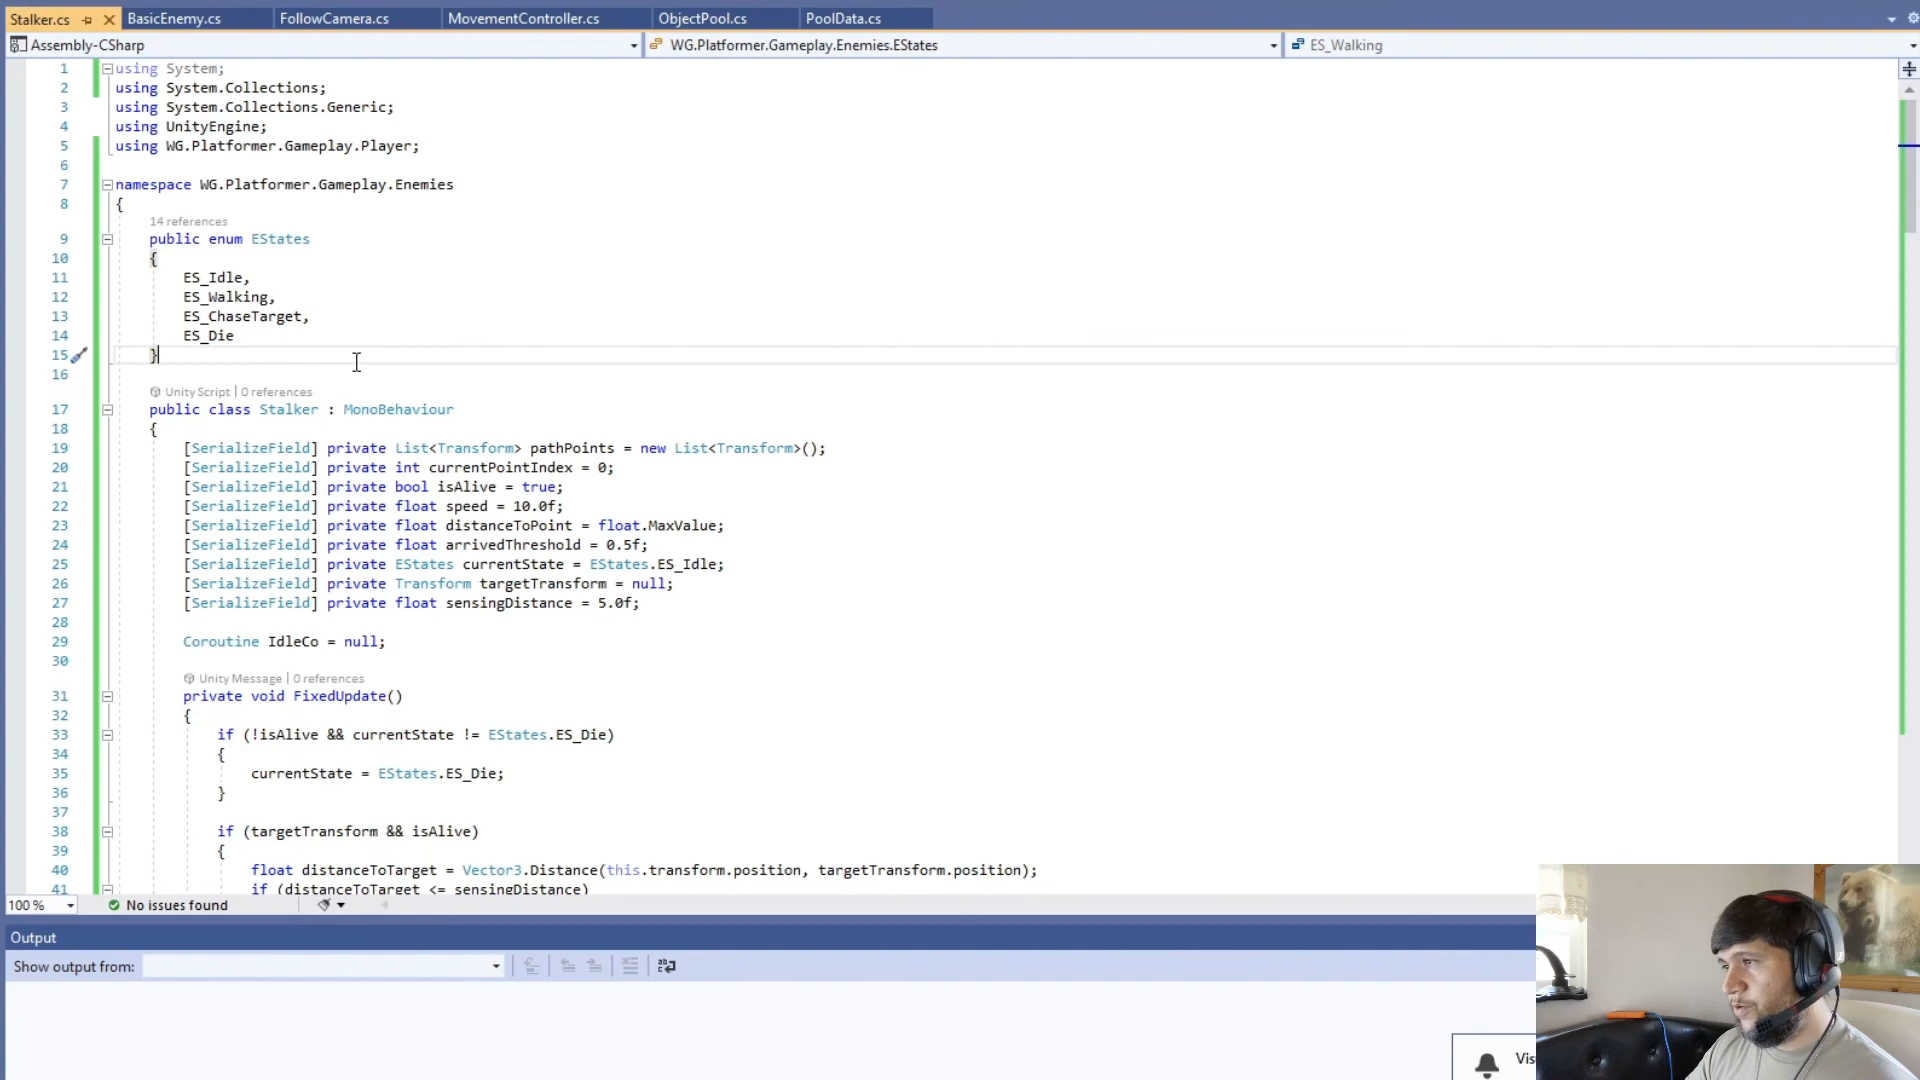 Stalker.cs
BasicEnemy.cs
FollowCamera.cs
MovementController.cs
ObjectPool.cs
PoolData.cs
Assembly-CSharp
WG.Platformer.Gameplay.Enemies.EStates
ES_Walking
1 using System;
2 using System.Collections;
3 using System.Collections.Generic;
4 using UnityEngine;
5 using WG.Platformer.Gameplay.Player;
6
7 namespace WG.Platformer.Gameplay.Enemies
8 {
14 references
9 public enum EStates
10 {
11 ES_Idle,
12 ES_Walking,
13 ES_ChaseTarget,
14 ES_Die
15 }
16
Unity Script | 0 references
17 public class Stalker : MonoBehaviour
18 {
19 [SerializeField] private List<Transform> pathPoints = new List<Transform>();
20 [SerializeField] private int currentPointIndex = 0;
21 [SerializeField] private bool isAlive = true;
22 [SerializeField] private float speed = 10.0f;
23 [SerializeField] private float distanceToPoint = float.MaxValue;
24 [SerializeField] private float arrivedThreshold = 0.5f;
25 [SerializeField] private EStates currentState = EStates.ES_Idle;
26 [SerializeField] private Transform targetTransform = null;
27 [SerializeField] private float sensingDistance = 5.0f;
28
29 Coroutine IdleCo = null;
30
Unity Message | 0 references
31 private void FixedUpdate()
32 {
33 if (!isAlive && currentState != EStates.ES_Die)
34 {
35 currentState = EStates.ES_Die;
36 }
37
38 if (targetTransform && isAlive)
39 {
40 float distanceToTarget = Vector3.Distance(this.transform.position, targetTransform.position);
41 if (distanceToTarget <= sensingDistance)
100 %
No issues found
Output
Show output from:
Vis